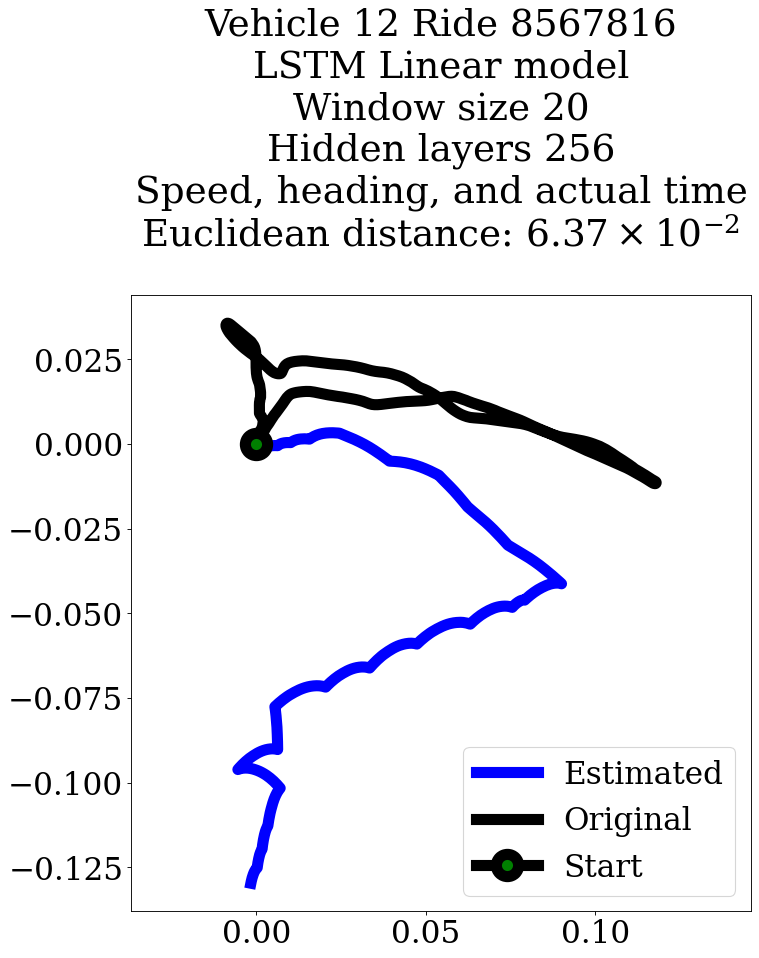 Vehicle 12 Ride 8567816
LSTM Linear model
Window size 20
Hidden layers 256
Speed, heading, and actual time
Euclidean distance: 6.37 × 10⁻²
0.025
0.000
−0.025
−0.050
−0.075
−0.100
−0.125
Estimated
Original
Start
0.00 0.05 0.10